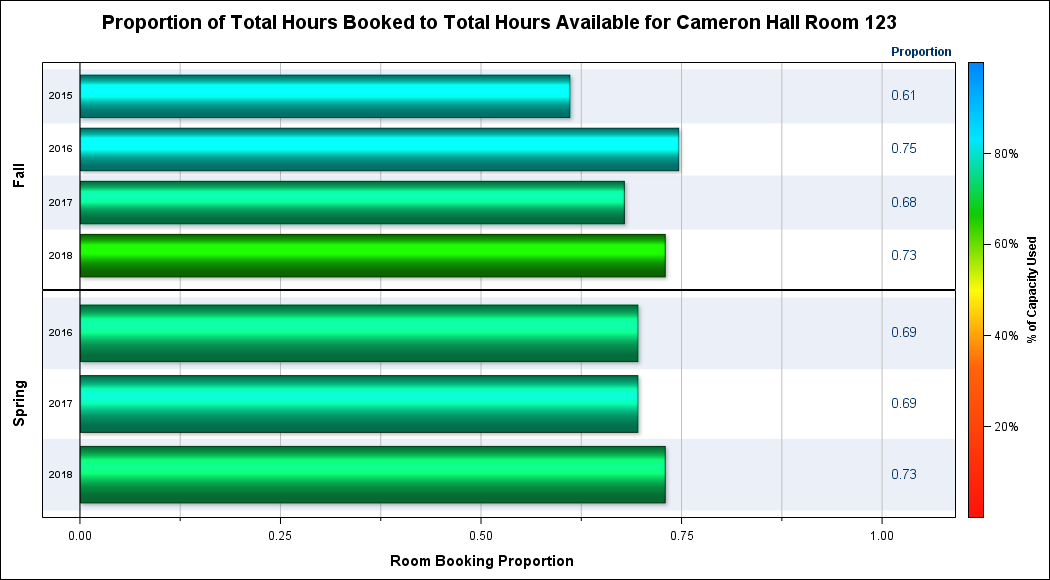 Proportion of Total Hours Booked to Total Hours Available for Cameron Hall Room 123
Proportion
Fall
2015 0.61
2016 0.75
2017 0.68
2018 0.73
Spring
2016 0.69
2017 0.69
2018 0.73
0.00 0.25 0.50 0.75 1.00
Room Booking Proportion
80%
60%
40%
20%
% of Capacity Used